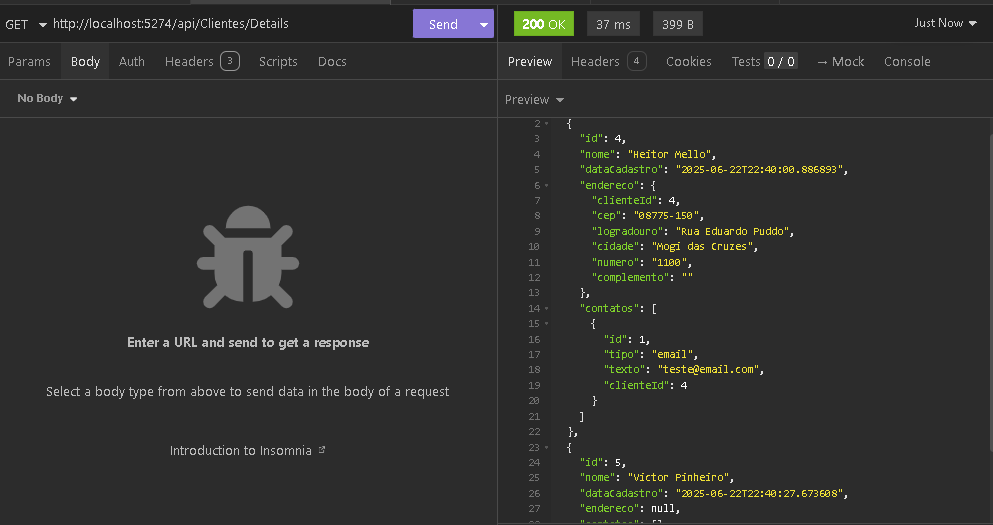 GET http://localhost:5274/api/Clientes/Details Send
200 OK 37 ms 399 B Just Now
Params Body Auth Headers 3 Scripts Docs
Preview Headers 4 Cookies Tests 0 / 0 → Mock Console
No Body
Preview
Enter a URL and send to get a response
Select a body type from above to send data in the body of a request
Introduction to Insomnia
2 {
3 "id": 4,
4 "nome": "Heitor Mello",
5 "dataCadastro": "2025-06-22T22:40:00.886893",
6 "endereco": {
7 "clienteId": 4,
8 "cep": "08775-150",
9 "logradouro": "Rua Eduardo Puddo",
10 "cidade": "Mogi das Cruzes",
11 "numero": "1100",
12 "complemento": ""
13 },
14 "contatos": [
15 {
16 "id": 1,
17 "tipo": "email",
18 "texto": "teste@email.com",
19 "clienteId": 4
20 }
21 ]
22 },
23 {
24 "id": 5,
25 "nome": "Victor Pinheiro",
26 "dataCadastro": "2025-06-22T22:40:27.673608",
27 "endereco": null,